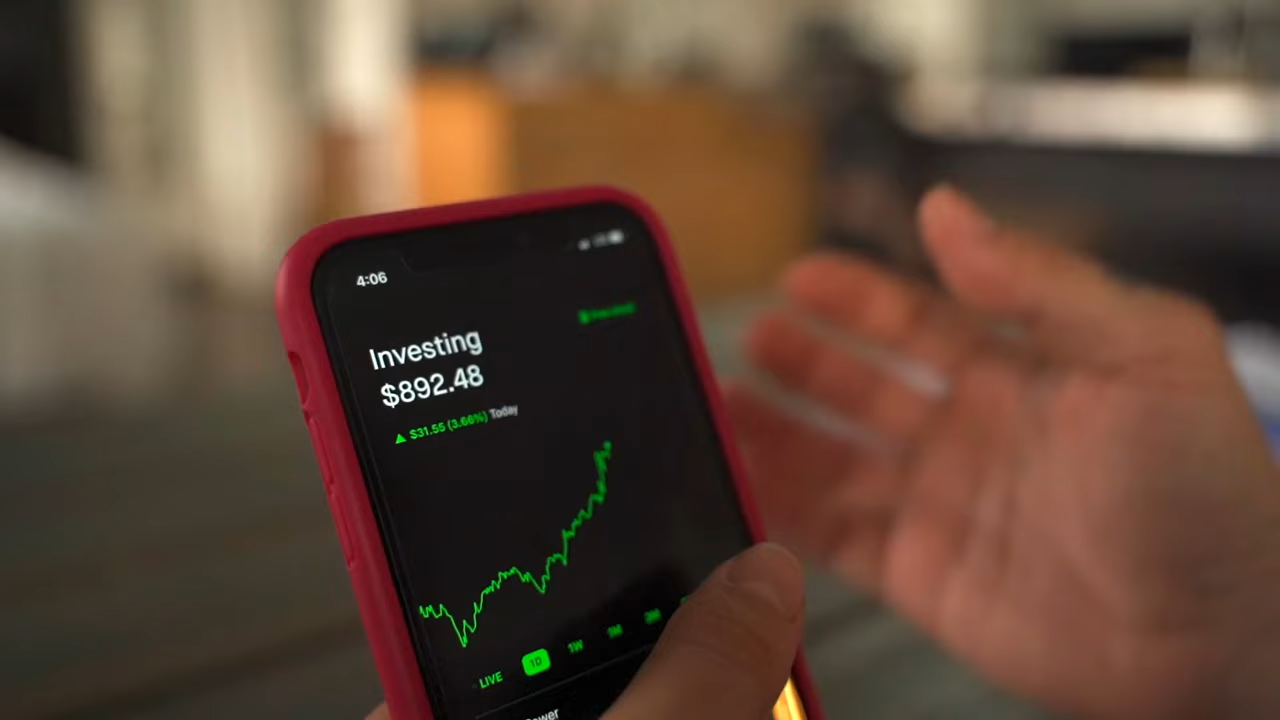 4:06
Investing
$892.48
▲ $31.55 (3.66%) Today
LIVE 1D 1W 1M 3M